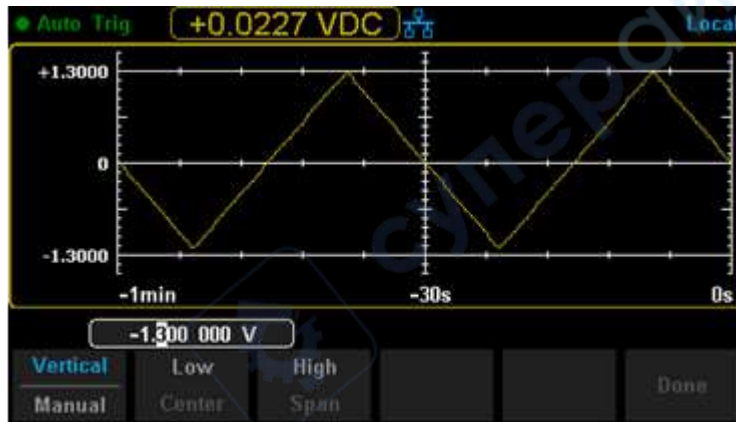 Auto Trig +0.0227 VDC Local
+1.3000
0
-1.3000
-1min -30s 0s
-1.300 000 V
Vertical Low High
Manual Center Span Done
супер